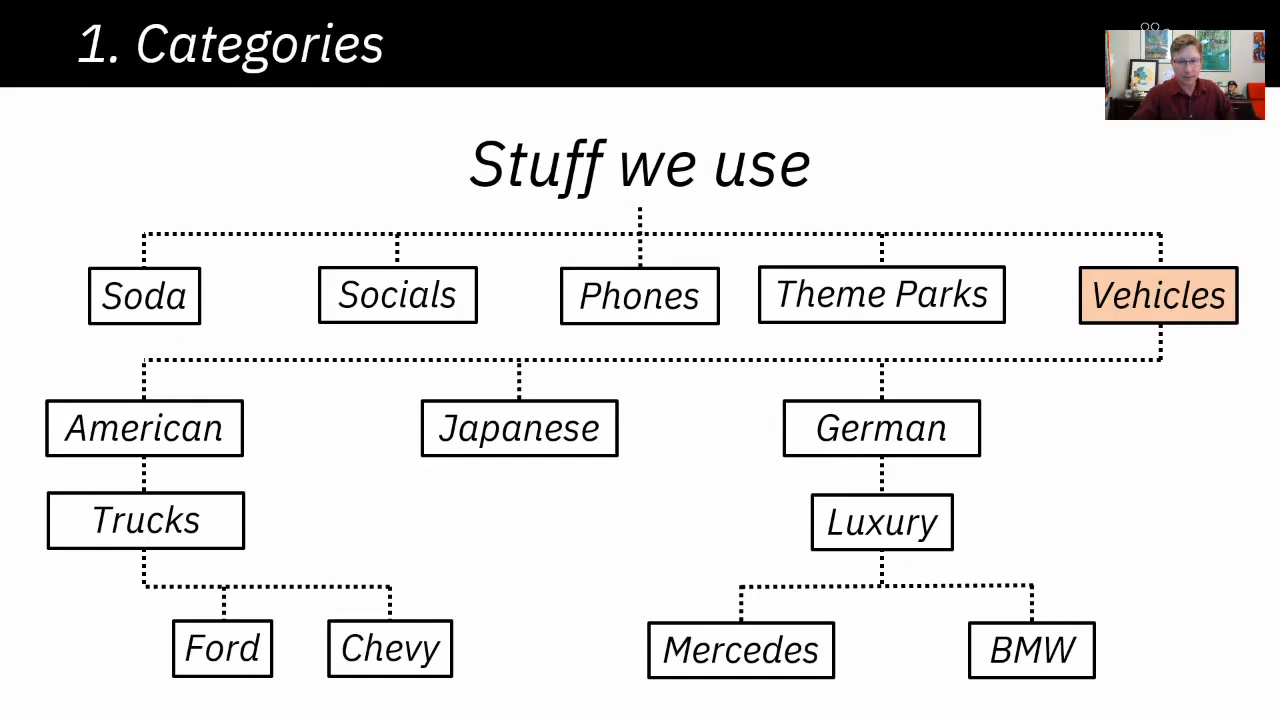 1. Categories
Stuff we use
Soda
Socials
Phones
Theme Parks
Vehicles
American
Japanese
German
Trucks
Luxury
Ford
Chevy
Mercedes
BMW